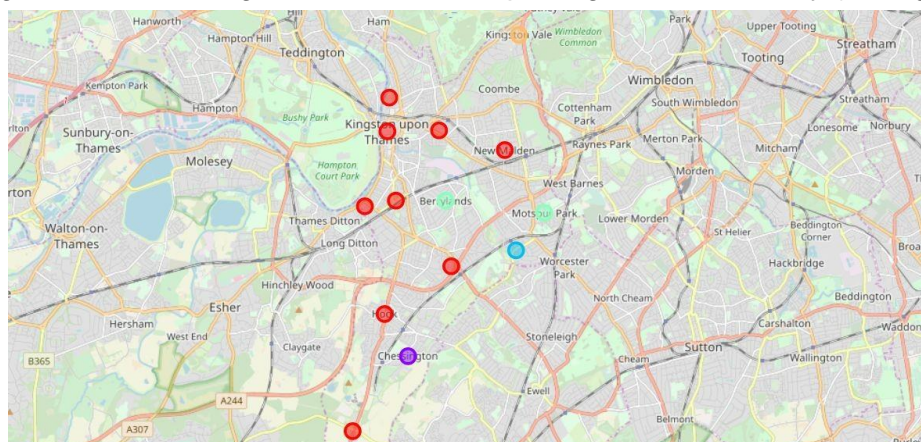 Hanworth
Ham
Park
Upper Tooting
Hampton Hill
Kingston Vale
Wimbledon
Common
Streatham
Teddington
Tooting
Kempton Park
Wimbledon
Coombe
Streatham
Hampton
Cottenham
Park
South Wimbledon
Bushy Park
Kingston upon
Thames
Lonesome
Norbury
Sunbury-on-
Thames
New Malden
Raynes Park
Merton Park
Mitcham
Molesey
Hampton
Court Park
Morden
West Barnes
Berrylands
Motspur Park
Lower Morden
Thames Ditton
Walton-on-
Thames
St Helier
Beddington
Corner
Long Ditton
Worcester
Park
Hackbridge
Hinchley Wood
North Cheam
Beddington
Esher
Hook
Hersham
West End
Carshalton
Waddon
Claygate
Stoneleigh
Sutton
B365
Chessington
Cheam
Wallington
Ewell
A244
Belmont
A307